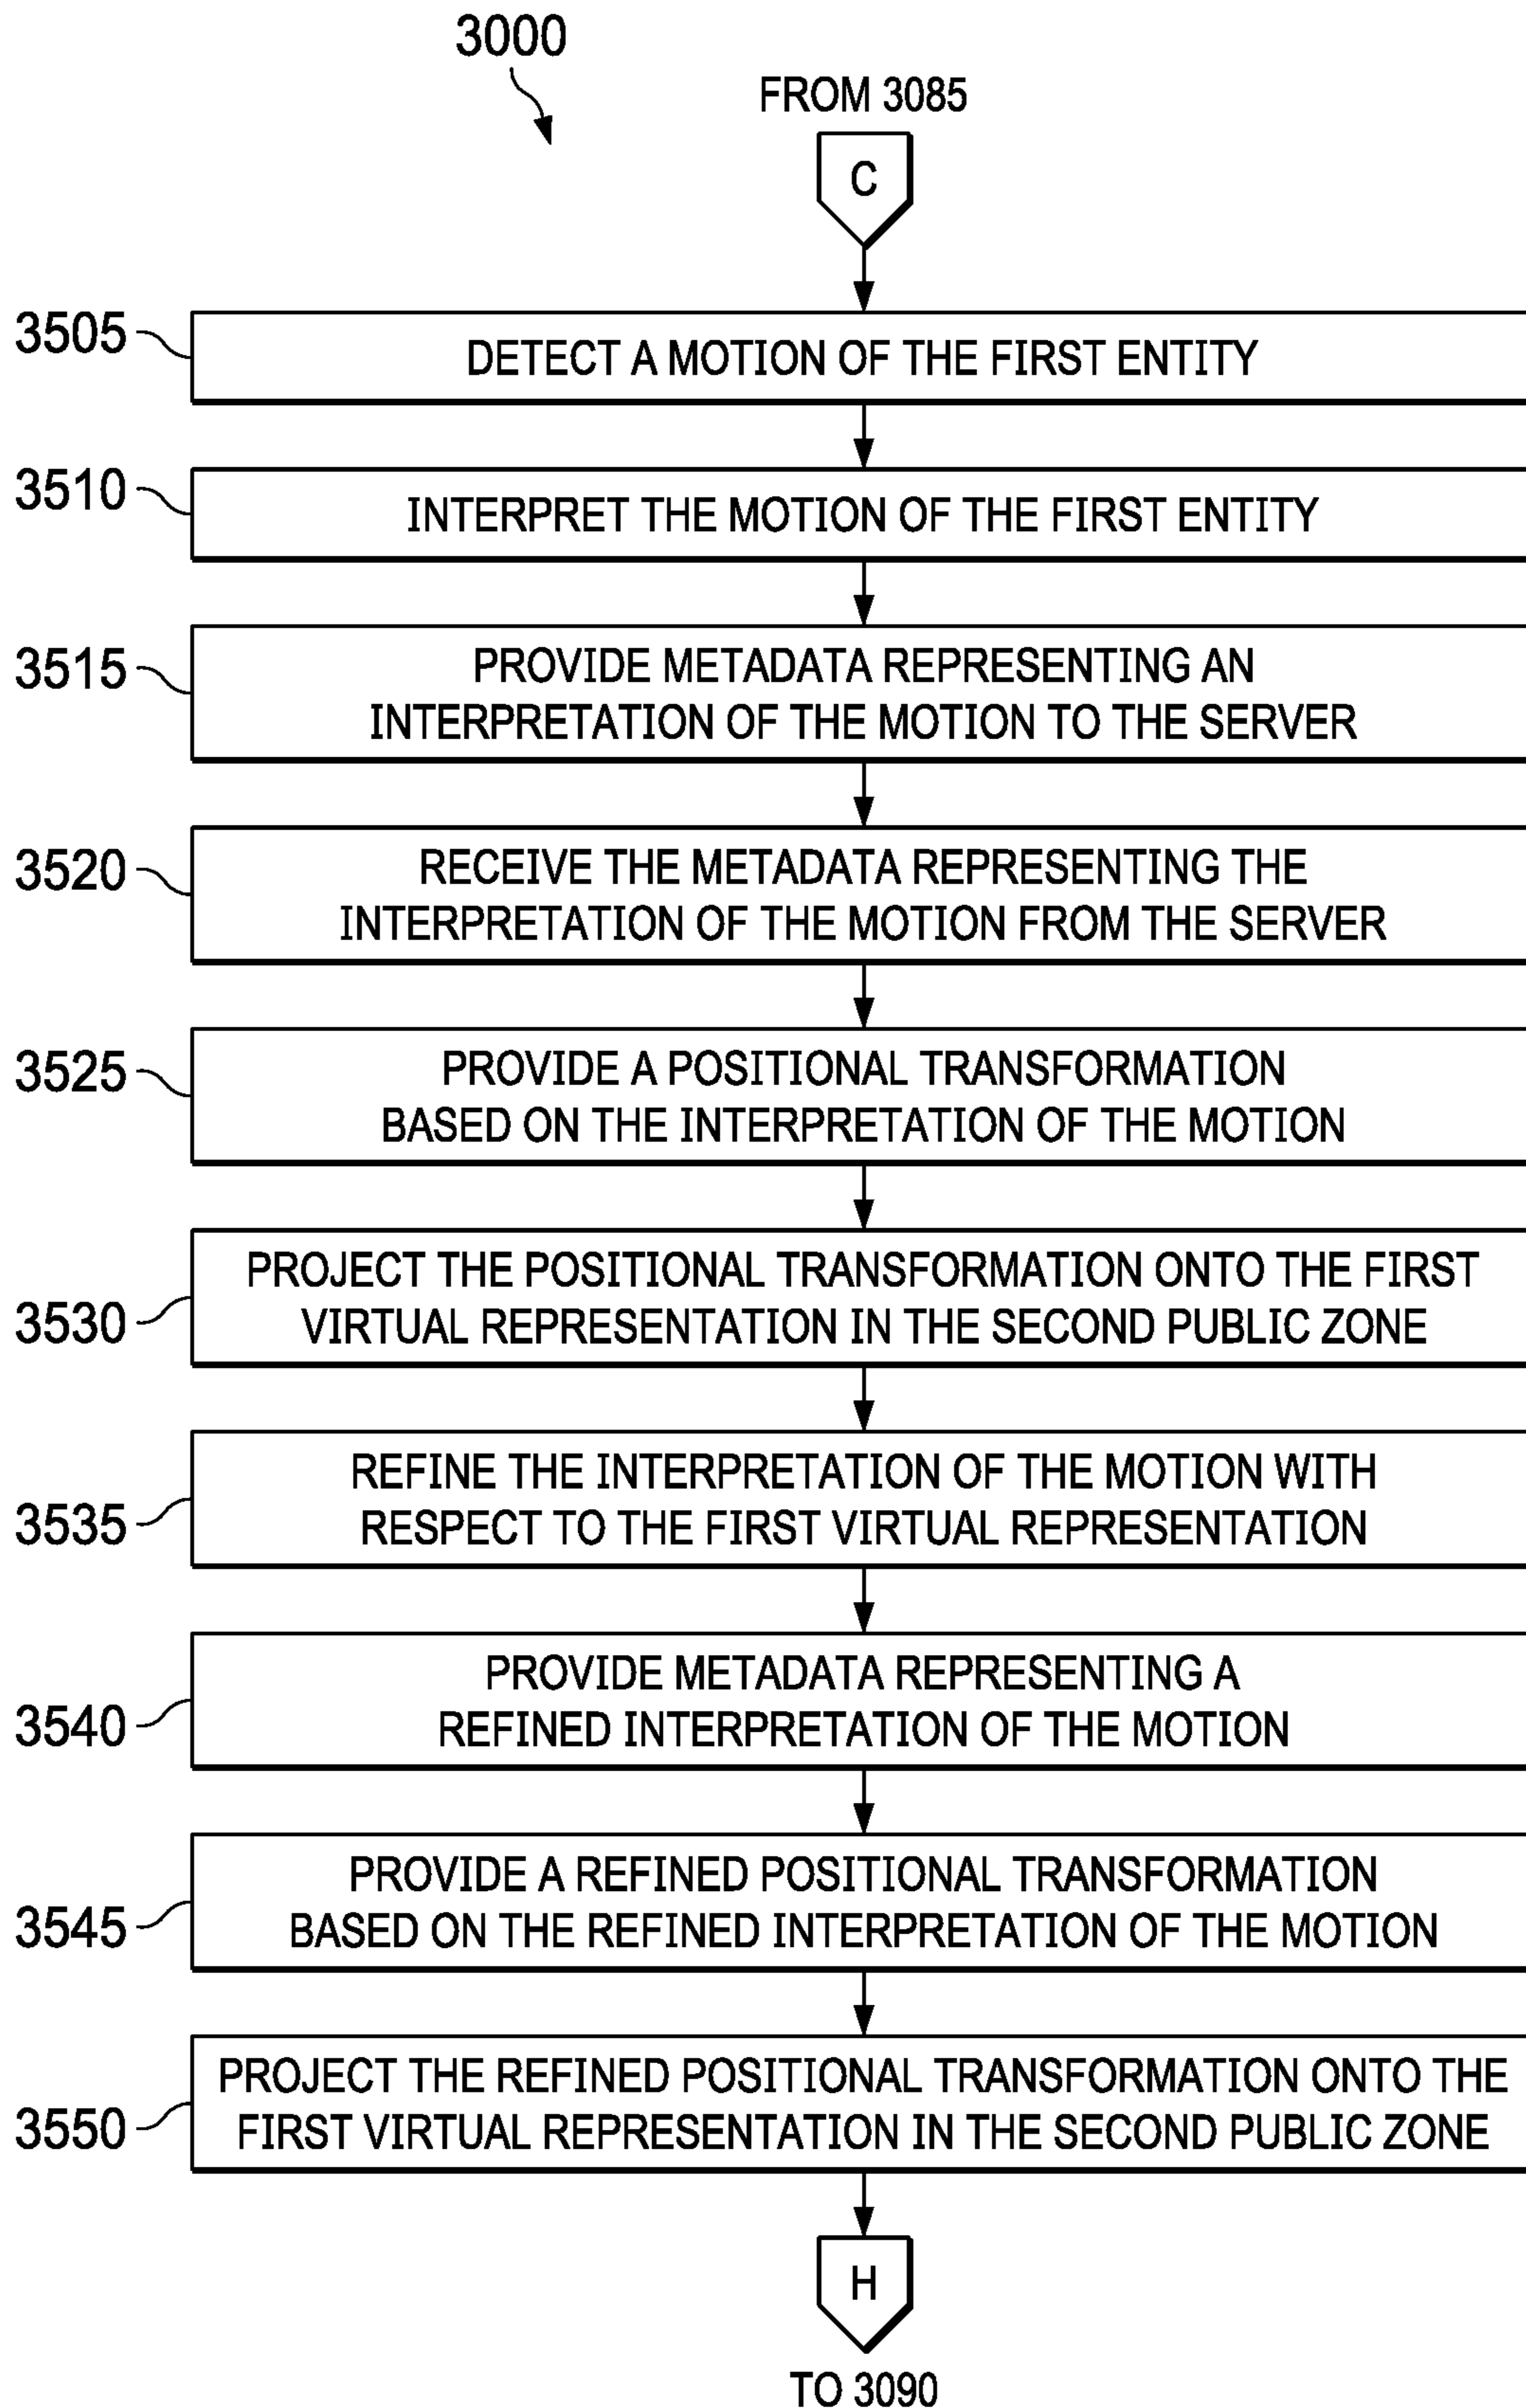 3000
FROM 3085
C
3505
DETECT A MOTION OF THE FIRST ENTITY
3510
INTERPRET THE MOTION OF THE FIRST ENTITY
3515
PROVIDE METADATA REPRESENTING AN
INTERPRETATION OF THE MOTION TO THE SERVER
3520
RECEIVE THE METADATA REPRESENTING THE
INTERPRETATION OF THE MOTION FROM THE SERVER
3525
PROVIDE A POSITIONAL TRANSFORMATION
BASED ON THE INTERPRETATION OF THE MOTION
3530
PROJECT THE POSITIONAL TRANSFORMATION ONTO THE FIRST
VIRTUAL REPRESENTATION IN THE SECOND PUBLIC ZONE
3535
REFINE THE INTERPRETATION OF THE MOTION WITH
RESPECT TO THE FIRST VIRTUAL REPRESENTATION
3540
PROVIDE METADATA REPRESENTING A
REFINED INTERPRETATION OF THE MOTION
3545
PROVIDE A REFINED POSITIONAL TRANSFORMATION
BASED ON THE REFINED INTERPRETATION OF THE MOTION
3550
PROJECT THE REFINED POSITIONAL TRANSFORMATION ONTO THE
FIRST VIRTUAL REPRESENTATION IN THE SECOND PUBLIC ZONE
H
TO 3090